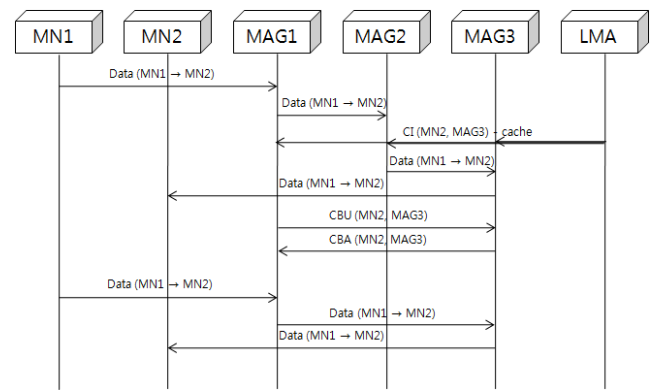 MN1 MN2 MAG1 MAG2 MAG3 LMA
Data (MN1 → MN2)
Data (MN1 → MN2)
CI (MN2, MAG3) - cache
Data (MN1 → MN2)
Data (MN1 → MN2)
CBU (MN2, MAG3)
CBA (MN2, MAG3)
Data (MN1 → MN2)
Data (MN1 → MN2)
Data (MN1 → MN2)